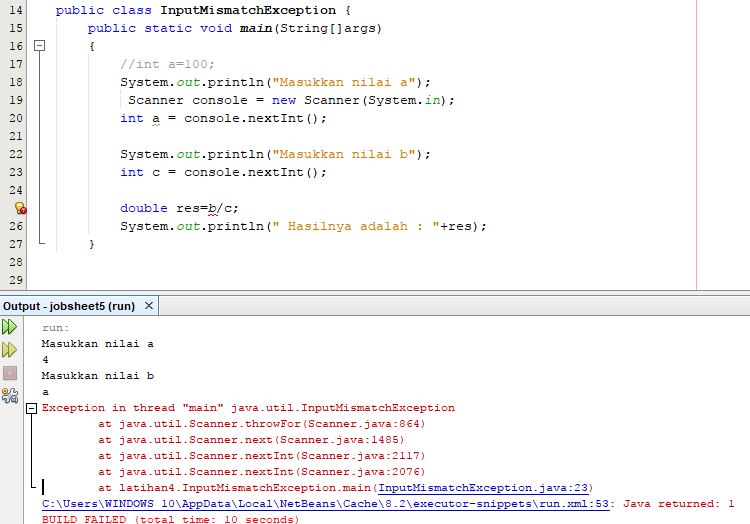 14 public class InputMismatchException {
15 public static void main(String[]args)
16 {
17 //int a=100;
18 System.out.println("Masukkan nilai a");
19 Scanner console = new Scanner(System.in);
20 int a = console.nextInt();
21
22 System.out.println("Masukkan nilai b");
23 int c = console.nextInt();
24
double res=b/c;
26 System.out.println(" Hasilnya adalah : "+res);
27 }
28
29
Output - jobsheet5 (run) ×
run:
Masukkan nilai a
4
Masukkan nilai b
a
Exception in thread "main" java.util.InputMismatchException
at java.util.Scanner.throwFor(Scanner.java:864)
at java.util.Scanner.next(Scanner.java:1485)
at java.util.Scanner.nextInt(Scanner.java:2117)
at java.util.Scanner.nextInt(Scanner.java:2076)
at latihan4.InputMismatchException.main(InputMismatchException.java:23)
C:\Users\WINDOWS 10\AppData\Local\NetBeans\Cache\8.2\executor-snippets\run.xml:53: Java returned: 1
BUILD FAILED (total time: 10 seconds)